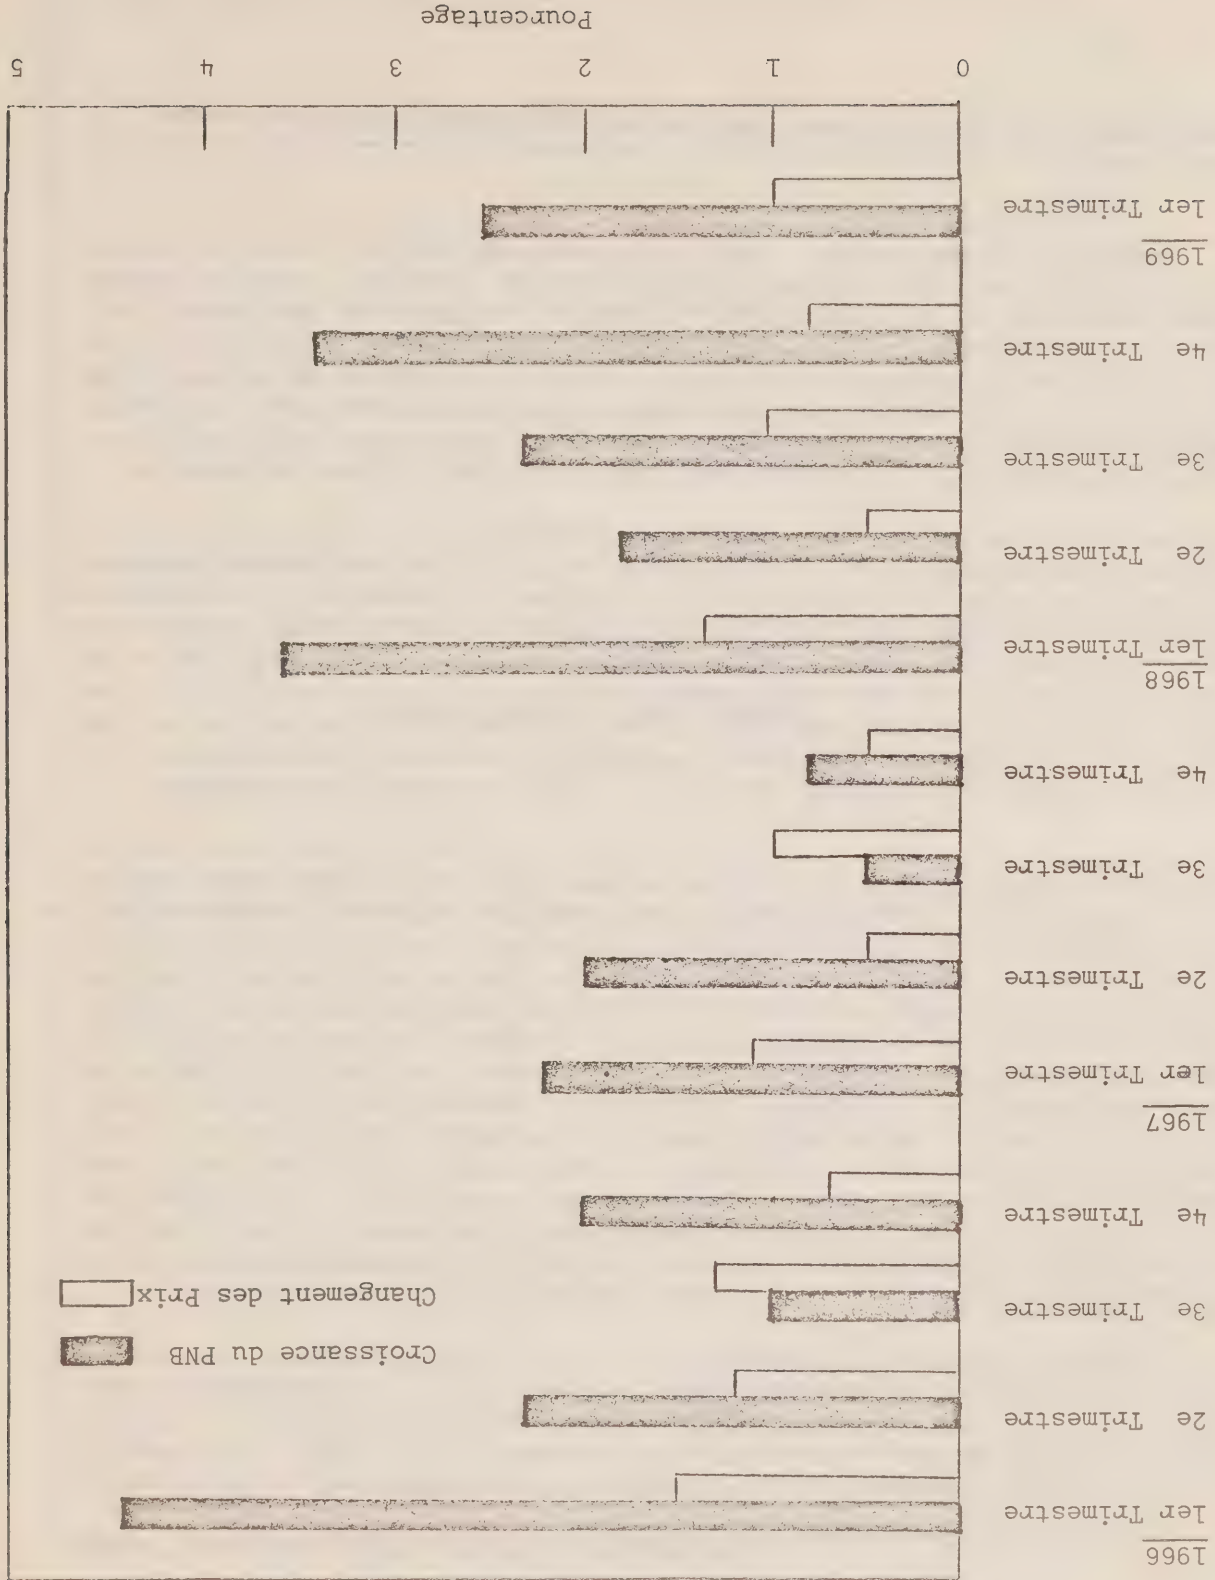 1966
1er Trimestre
2e Trimestre
Croissance du PNB
3e Trimestre
Changement des Prix
4e Trimestre
1967
1er Trimestre
2e Trimestre
3e Trimestre
4e Trimestre
1968
1er Trimestre
2e Trimestre
3e Trimestre
4e Trimestre
1969
1er Trimestre
0 1 2 3 4 5
Pourcentage